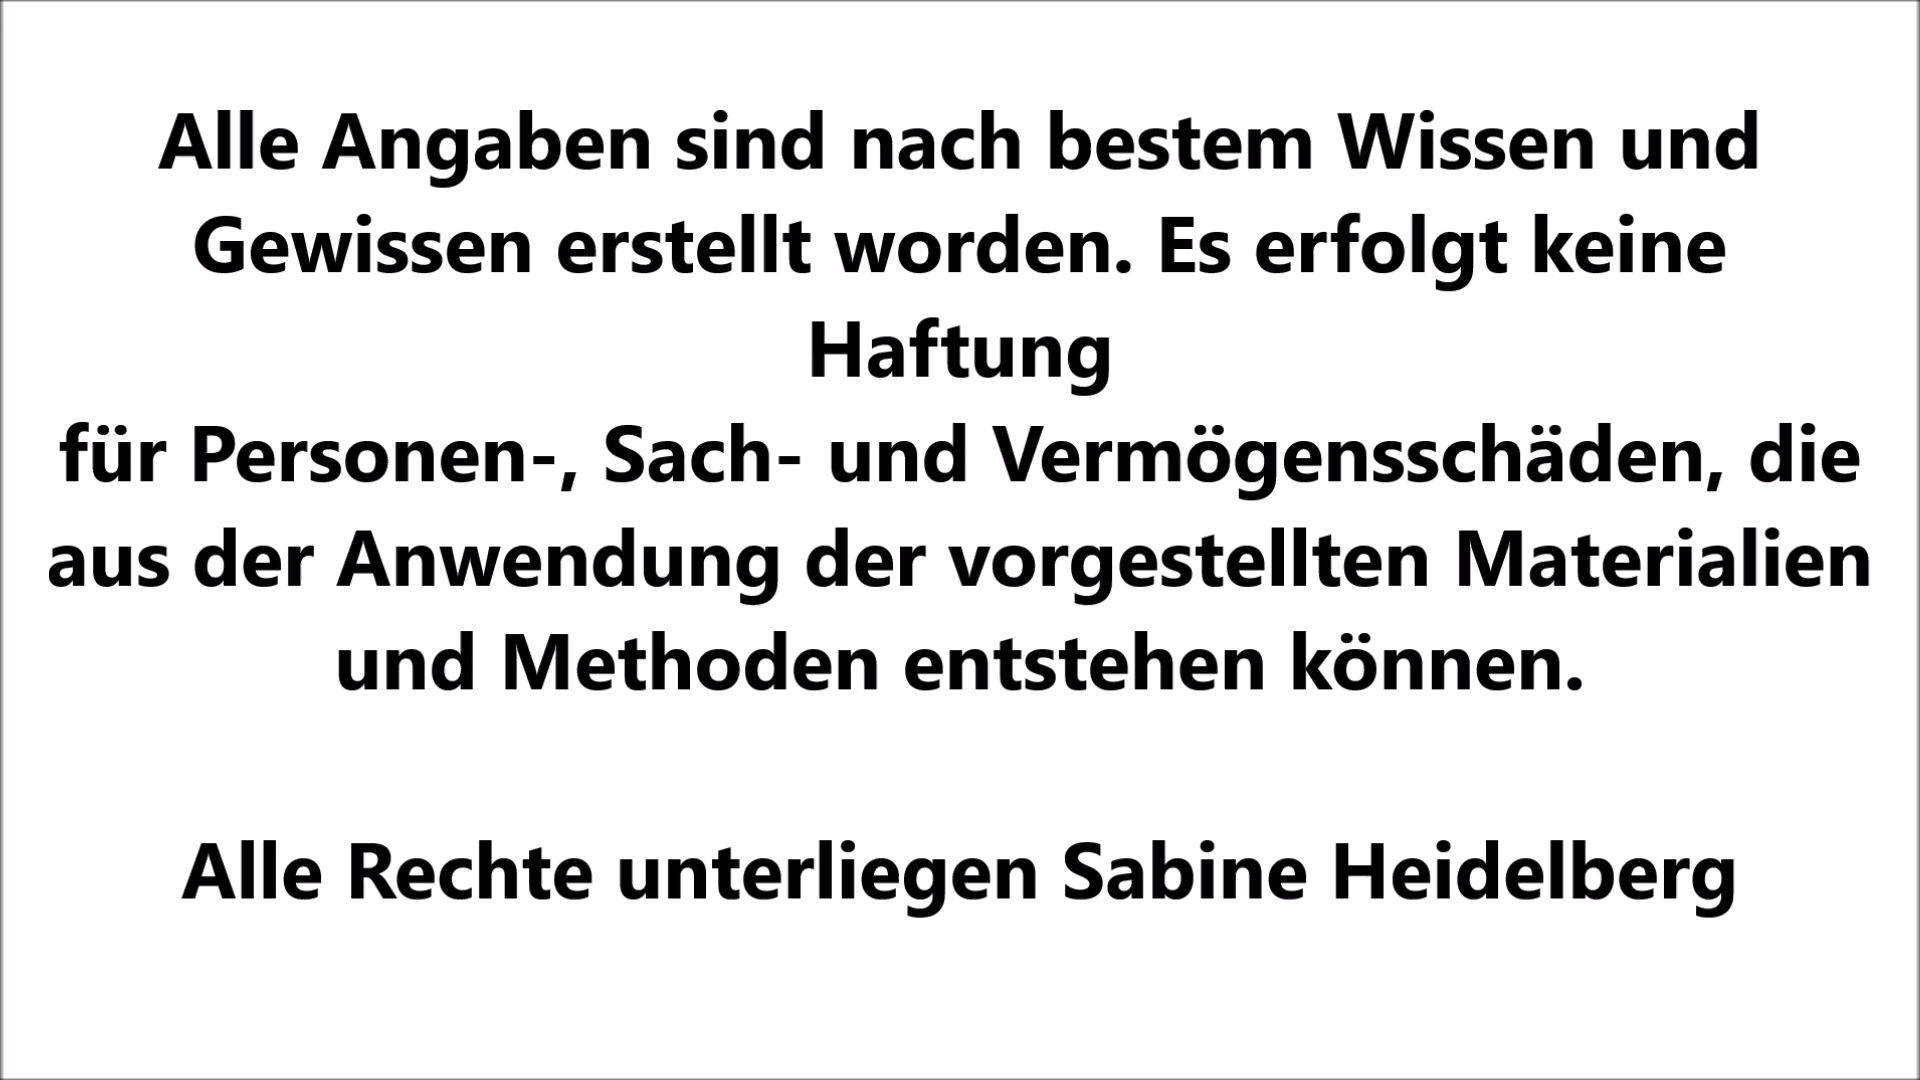 Alle Angaben sind nach bestem Wissen und
Gewissen erstellt worden. Es erfolgt keine
Haftung
für Personen-, Sach- und Vermögensschäden, die
aus der Anwendung der vorgestellten Materialien
und Methoden entstehen können.
Alle Rechte unterliegen Sabine Heidelberg